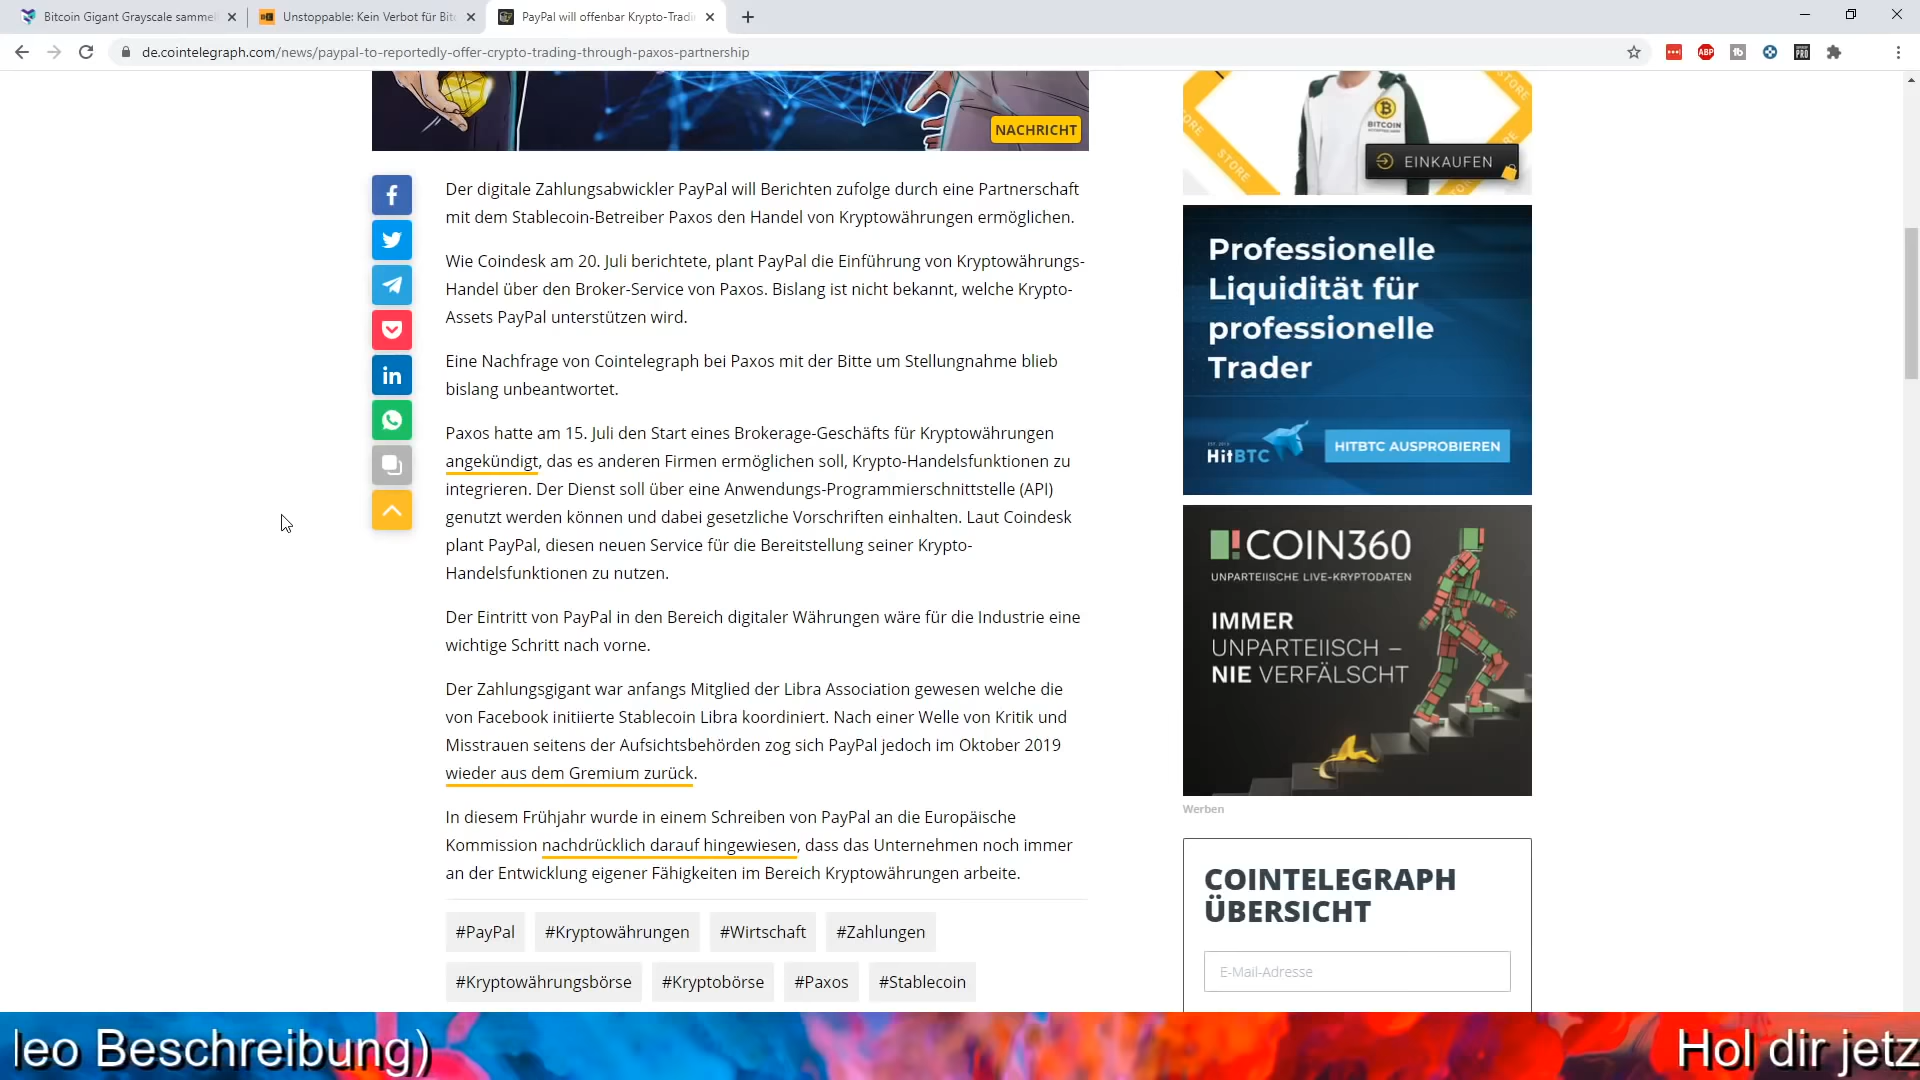 Bitcoin Gigant Grayscale sammel
Unstoppable: Kein Verbot für Bit
PayPal will offenbar Krypto-Tradi
de.cointelegraph.com/news/paypal-to-reportedly-offer-crypto-trading-through-paxos-partnership
ABP
fb
PRO
NACHRICHT
STORE
STORE
BITCOIN
EINKAUFEN
Der digitale Zahlungsabwickler PayPal will Berichten zufolge durch eine Partnerschaft
mit dem Stablecoin-Betreiber Paxos den Handel von Kryptowährungen ermöglichen.
Wie Coindesk am 20. Juli berichtete, plant PayPal die Einführung von Kryptowährungs-
Handel über den Broker-Service von Paxos. Bislang ist nicht bekannt, welche Krypto-
Assets PayPal unterstützen wird.
Eine Nachfrage von Cointelegraph bei Paxos mit der Bitte um Stellungnahme blieb
bislang unbeantwortet.
Paxos hatte am 15. Juli den Start eines Brokerage-Geschäfts für Kryptowährungen
angekündigt, das es anderen Firmen ermöglichen soll, Krypto-Handelsfunktionen zu
integrieren. Der Dienst soll über eine Anwendungs-Programmierschnittstelle (API)
genutzt werden können und dabei gesetzliche Vorschriften einhalten. Laut Coindesk
plant PayPal, diesen neuen Service für die Bereitstellung seiner Krypto-
Handelsfunktionen zu nutzen.
Der Eintritt von PayPal in den Bereich digitaler Währungen wäre für die Industrie eine
wichtige Schritt nach vorne.
Der Zahlungsgigant war anfangs Mitglied der Libra Association gewesen welche die
von Facebook initiierte Stablecoin Libra koordiniert. Nach einer Welle von Kritik und
Misstrauen seitens der Aufsichtsbehörden zog sich PayPal jedoch im Oktober 2019
wieder aus dem Gremium zurück.
In diesem Frühjahr wurde in einem Schreiben von PayPal an die Europäische
Kommission nachdrücklich darauf hingewiesen, dass das Unternehmen noch immer
an der Entwicklung eigener Fähigkeiten im Bereich Kryptowährungen arbeite.
#PayPal #Kryptowährungen #Wirtschaft #Zahlungen
#Kryptowährungsbörse #Kryptobörse #Paxos #Stablecoin
Professionelle
Liquidität für
professionelle
Trader
HitBTC
HITBTC AUSPROBIEREN
COIN360
UNPARTEIISCHE LIVE-KRYPTODATEN
IMMER
UNPARTEIISCH –
NIE VERFÄLSCHT
Werben
COINTELEGRAPH
ÜBERSICHT
E-Mail-Adresse
leo Beschreibung)
Hol dir jetz